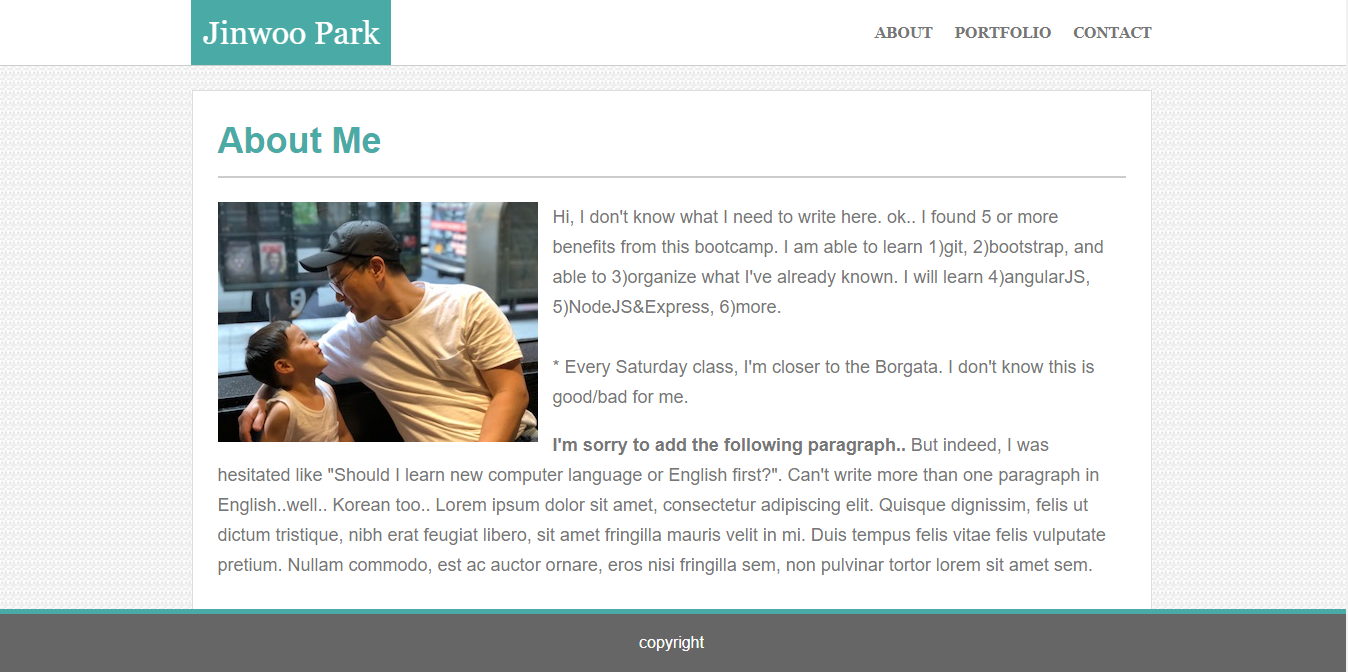 Jinwoo Park
ABOUT PORTFOLIO CONTACT
About Me
Hi, I don't know what I need to write here. ok.. I found 5 or more
benefits from this bootcamp. I am able to learn 1)git, 2)bootstrap, and
able to 3)organize what I've already known. I will learn 4)angularJS,
5)NodeJS&Express, 6)more.
* Every Saturday class, I'm closer to the Borgata. I don't know this is
good/bad for me.
I'm sorry to add the following paragraph.. But indeed, I was
hesitated like "Should I learn new computer language or English first?". Can't write more than one paragraph in
English..well.. Korean too.. Lorem ipsum dolor sit amet, consectetur adipiscing elit. Quisque dignissim, felis ut
dictum tristique, nibh erat feugiat libero, sit amet fringilla mauris velit in mi. Duis tempus felis vitae felis vulputate
pretium. Nullam commodo, est ac auctor ornare, eros nisi fringilla sem, non pulvinar tortor lorem sit amet sem.
copyright